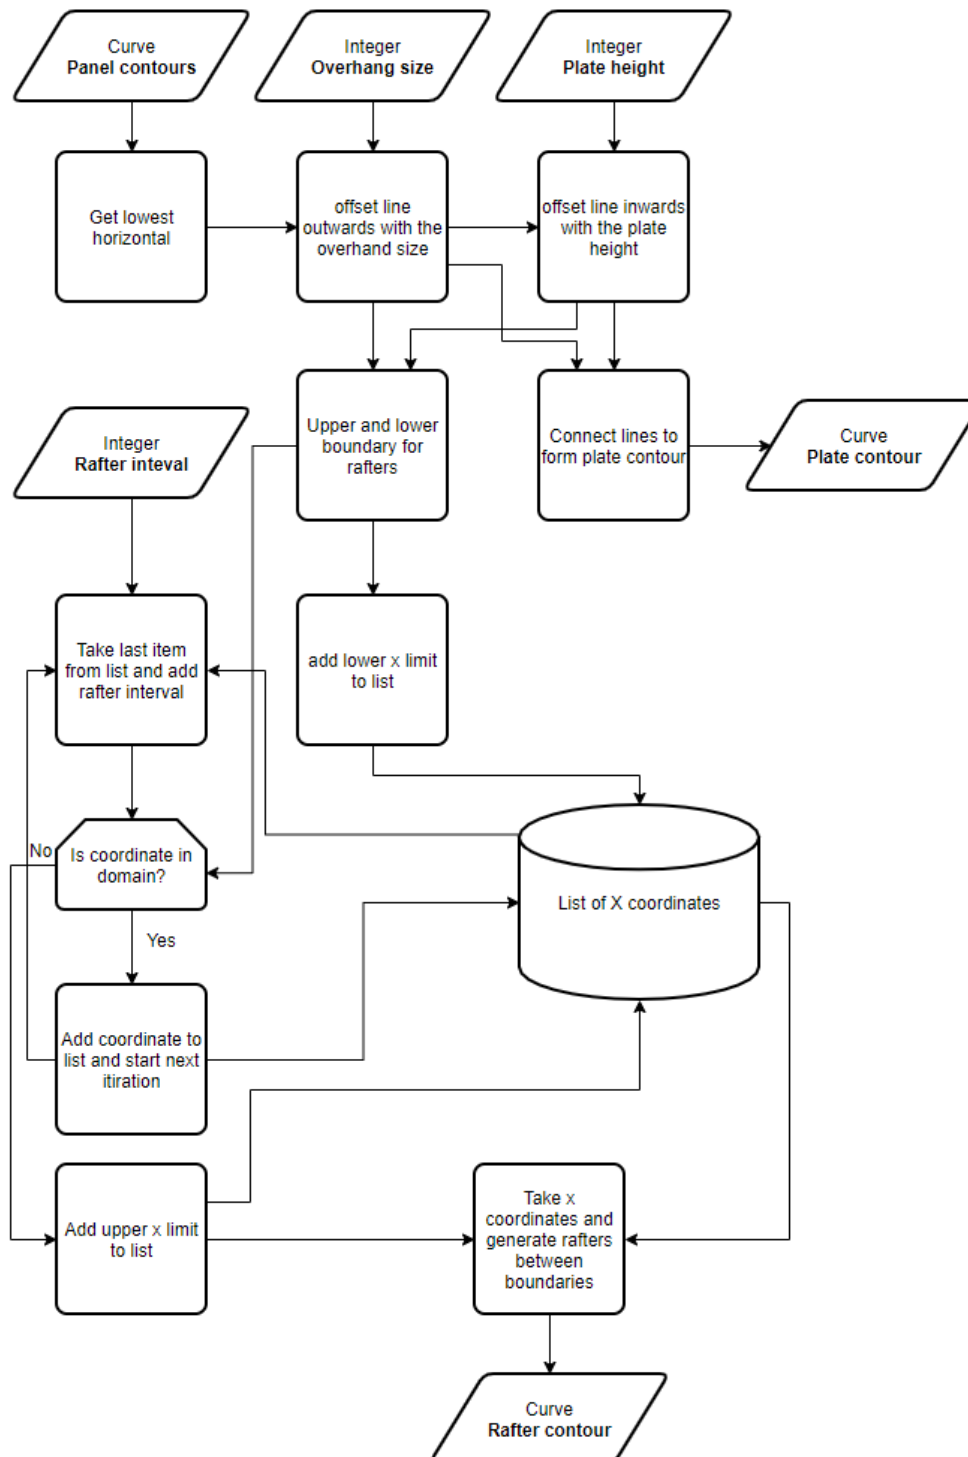 Curve
Panel contours
Integer
Overhang size
Integer
Plate height
Get lowest
horizontal
offset line
outwards with the
overhand size
offset line inwards
with the plate
height
Upper and lower
boundary for
rafters
Connect lines to
form plate contour
Curve
Plate contour
Integer
Rafter inteval
Take last item
from list and add
rafter interval
add lower x limit
to list
No
Is coordinate in
domain?
List of X coordinates
Yes
Add coordinate to
list and start next
itiration
Add upper x limit
to list
Take x
coordinates and
generate rafters
between
boundaries
Curve
Rafter contour